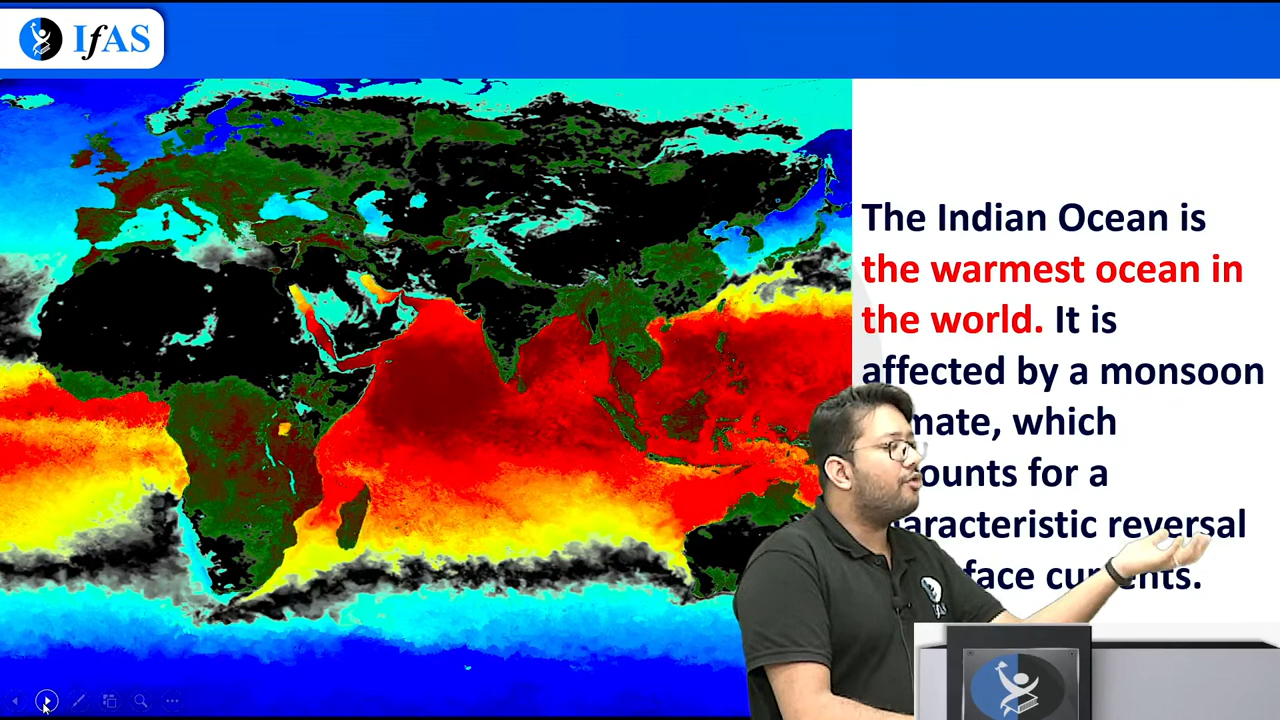 IfAS
The Indian Ocean is
the warmest ocean in
the world. It is
affected by a monsoon
which
for a
reversal
IfAS